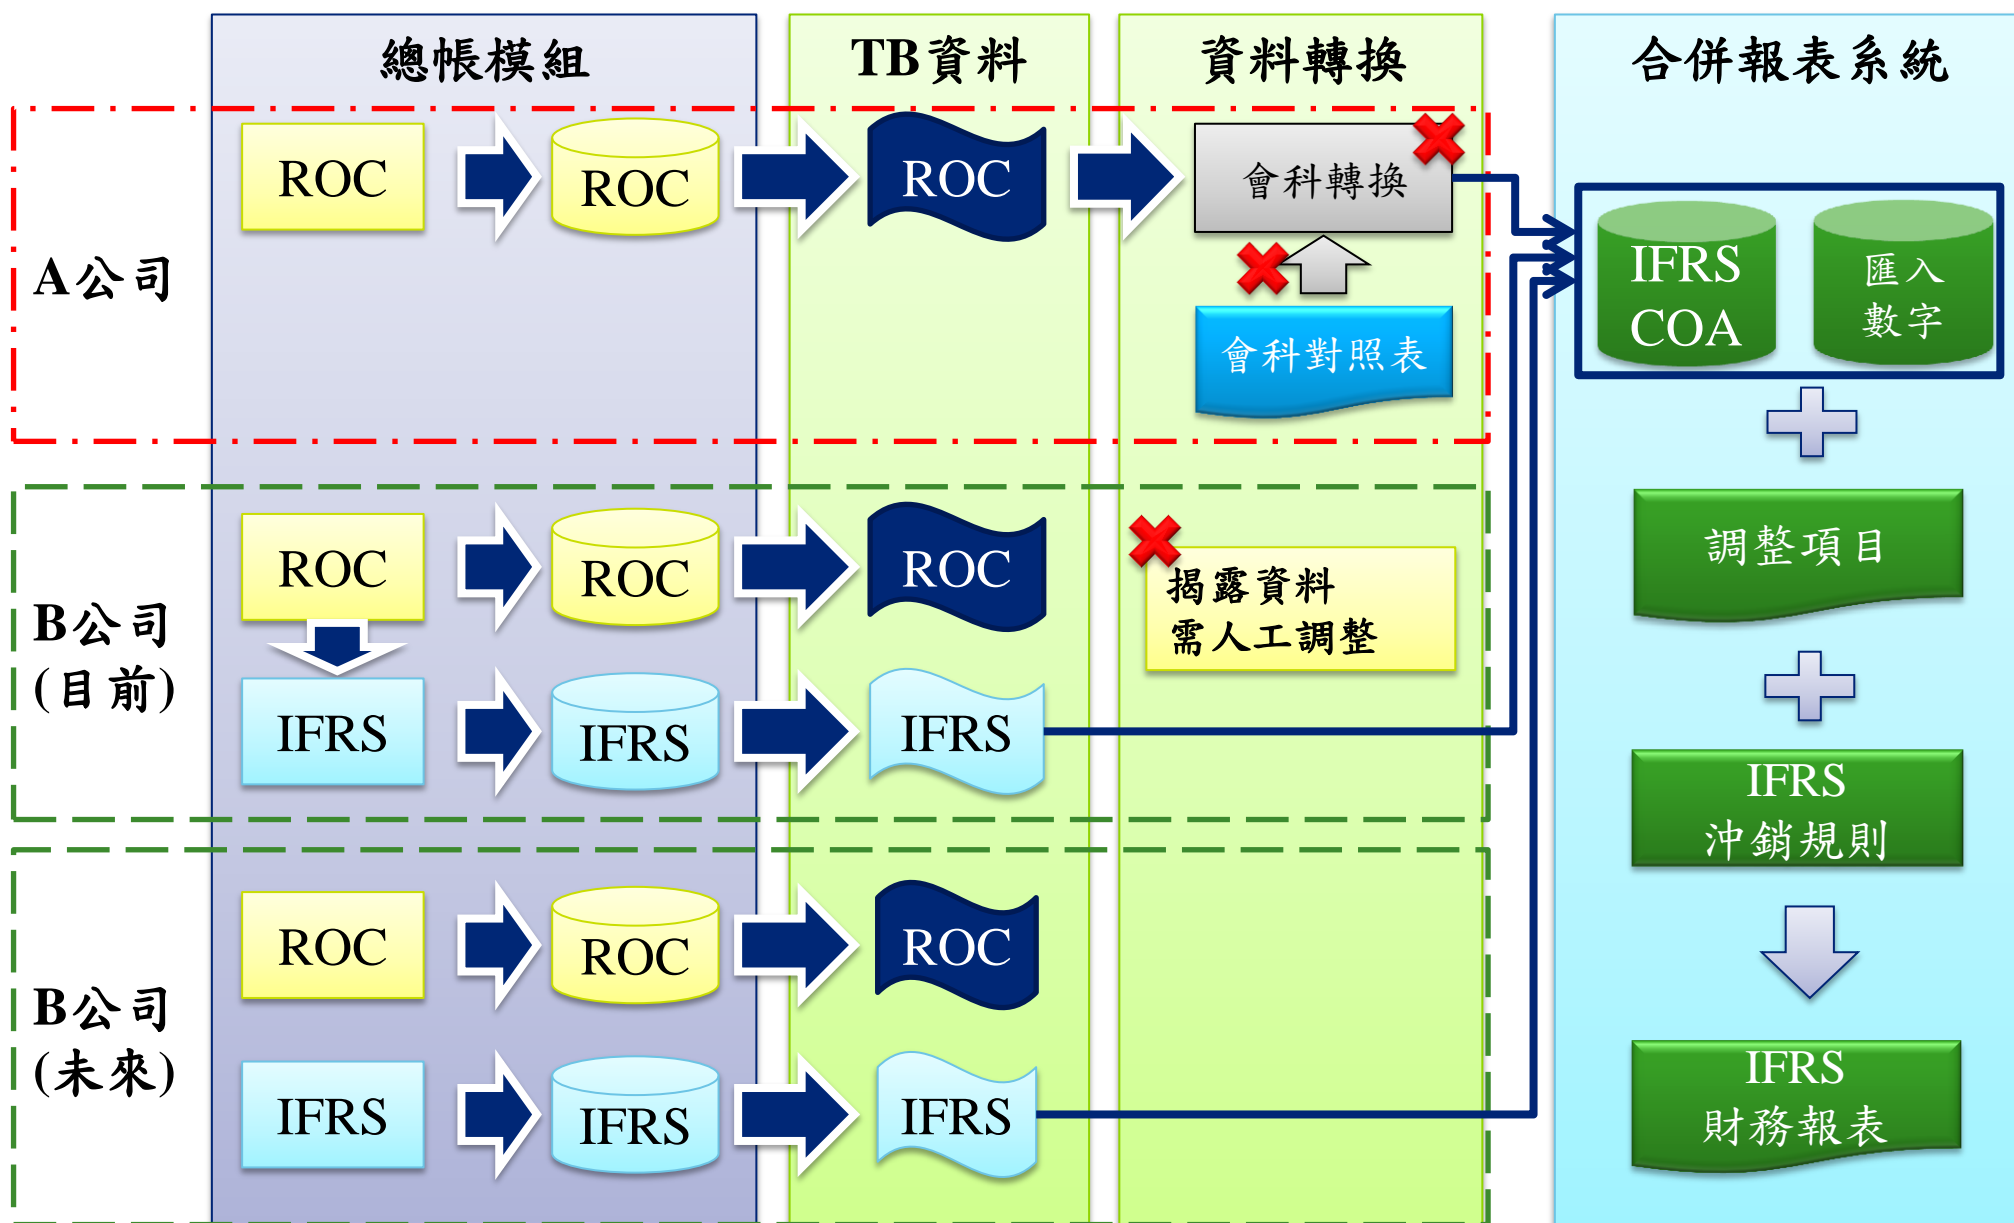 總帳模組
TB資料
資料轉換
合併報表系統
A公司
ROC
ROC
ROC
會科轉換
會科對照表
IFRS
COA
匯入
數字
B公司
(目前)
ROC
ROC
ROC
揭露資料
需人工調整
IFRS
IFRS
IFRS
調整項目
IFRS
沖銷規則
B公司
(未來)
ROC
ROC
ROC
IFRS
IFRS
IFRS
IFRS
財務報表